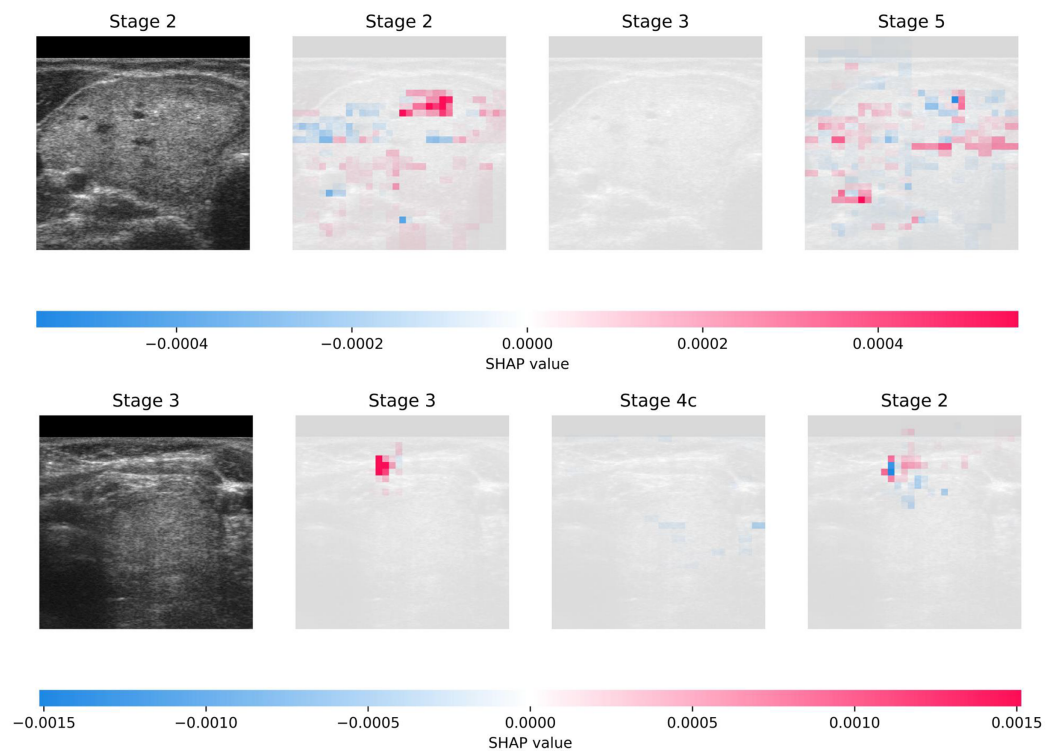 Stage 2 Stage 2 Stage 3 Stage 5
−0.0004 −0.0002 0.0000 0.0002 0.0004
SHAP value
Stage 3 Stage 3 Stage 4c Stage 2
−0.0015 −0.0010 −0.0005 0.0000 0.0005 0.0010 0.0015
SHAP value